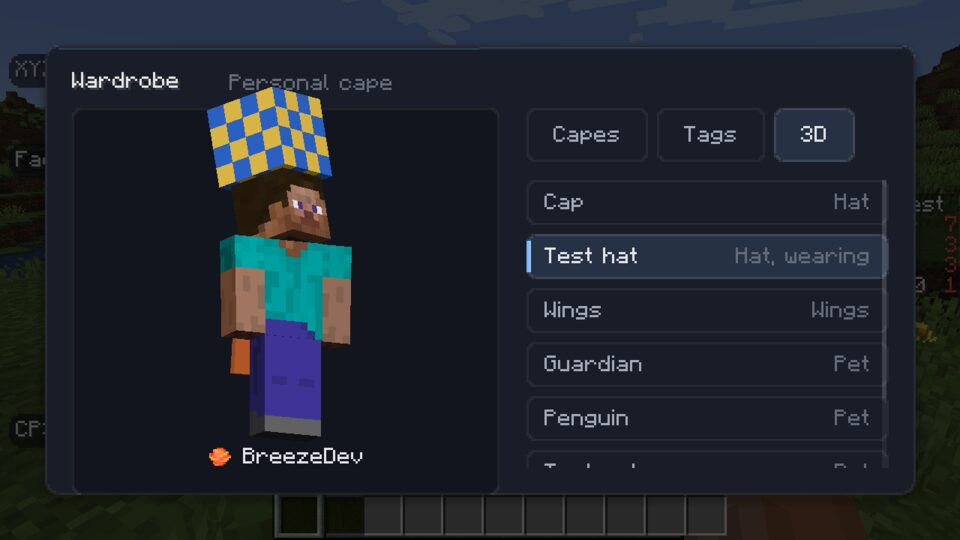 Wardrobe Personal cape
Capes Tags 3D
Cap Hat
Test hat Hat, wearing
Wings Wings
Guardian Pet
Penguin Pet
BreezeDev